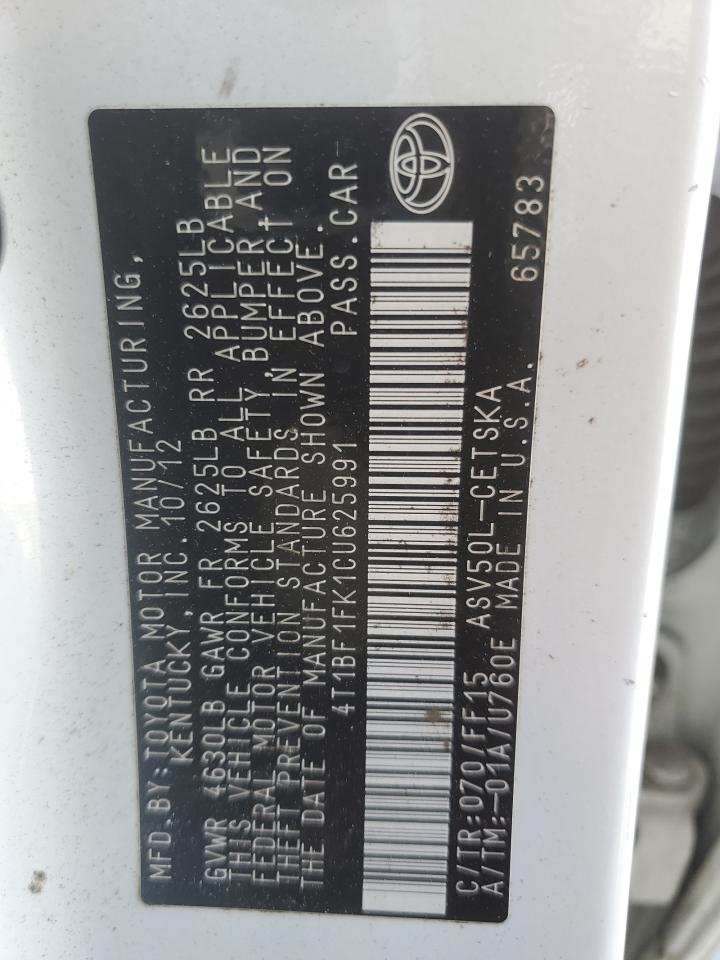 MFD BY: TOYOTA MOTOR MANUFACTURING,
KENTUCKY, INC. 10/12
GVWR 4630LB GAWR FR 2625LB RR 2625LB
THIS VEHICLE CONFORMS TO ALL APPLICABLE
FEDERAL MOTOR VEHICLE SAFETY, BUMPER, AND
THEFT PREVENTION STANDARDS IN EFFECT ON
THE DATE OF MANUFACTURE SHOWN ABOVE.
4T1BF1FK1CU625991 PASS.CAR
C/TR:070/FF15 ASV50L-CETSKA
A/TM:-01A/U760E MADE IN U.S.A. 65783